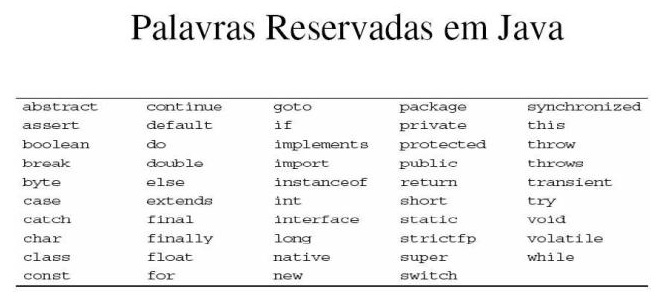 Palavras Reservadas em Java
abstract continue goto package synchronized
assert default if private this
boolean do implements protected throw
break double import public throws
byte else instanceof return transient
case extends int short try
catch final interface static void
char finally long strictfp volatile
class float native super while
const for new switch